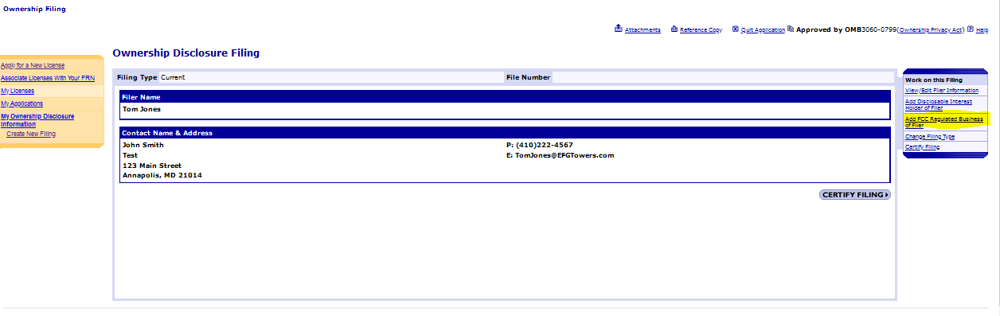 Ownership Filing
Attachments Reference Copy Quit Application Approved by OMB3060-0799(Ownership Privacy Act) Help
Ownership Disclosure Filing
Apply for a New License
Associate Licenses With Your FRN
My Licenses
My Applications
My Ownership Disclosure
Information
Create New Filing
Filing Type Current File Number
Filer Name
Tom Jones
Contact Name & Address
John Smith P: (410)222-4567
Test E: TomJones@EFGTowers.com
123 Main Street
Annapolis, MD 21014
CERTIFY FILING
Work on this Filing
View/Edit Filer Information
Add Disclosable Interest
Holder of Filer
Add FCC Regulated Business
of Filer
Change Filing Type
Certify Filing